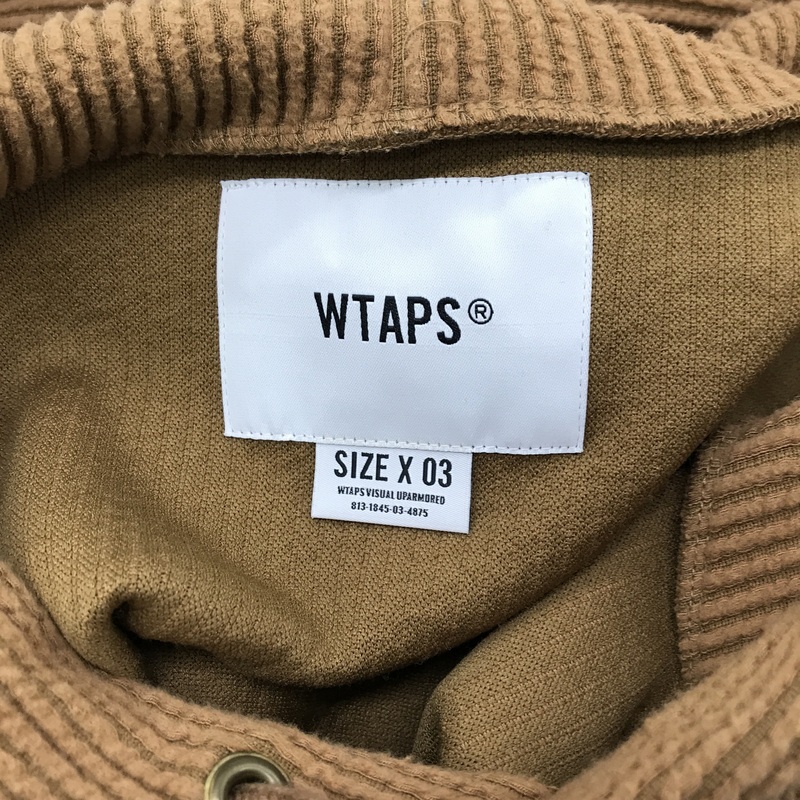 WTAPS®
SIZE X 03
WTAPS VISUAL UPARMORED
813-1845-03-4875